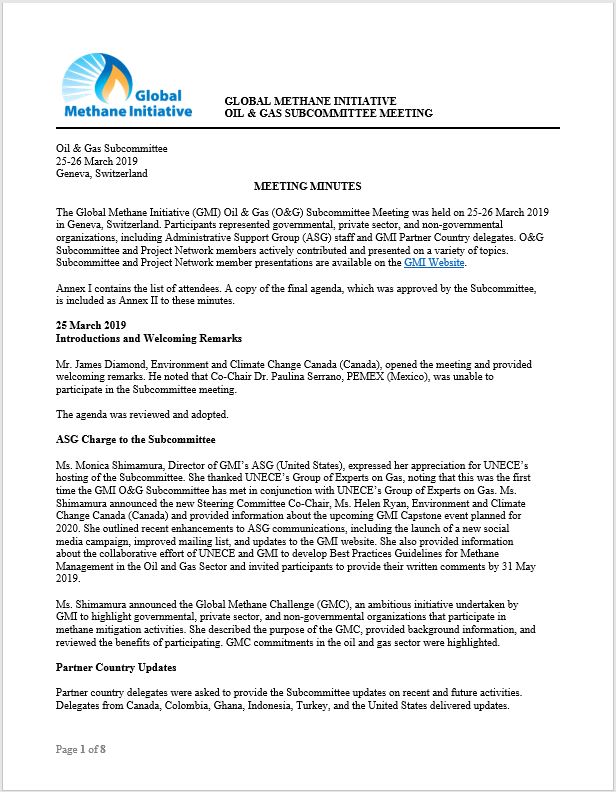 Global
Methane Initiative
GLOBAL METHANE INITIATIVE
OIL & GAS SUBCOMMITTEE MEETING
Oil & Gas Subcommittee
25-26 March 2019
Geneva, Switzerland
MEETING MINUTES
The Global Methane Initiative (GMI) Oil & Gas (O&G) Subcommittee Meeting was held on 25-26 March 2019
in Geneva, Switzerland. Participants represented governmental, private sector, and non-governmental
organizations, including Administrative Support Group (ASG) staff and GMI Partner Country delegates. O&G
Subcommittee and Project Network members actively contributed and presented on a variety of topics.
Subcommittee and Project Network member presentations are available on the GMI Website.
Annex I contains the list of attendees. A copy of the final agenda, which was approved by the Subcommittee,
is included as Annex II to these minutes.
25 March 2019
Introductions and Welcoming Remarks
Mr. James Diamond, Environment and Climate Change Canada (Canada), opened the meeting and provided
welcoming remarks. He noted that Co-Chair Dr. Paulina Serrano, PEMEX (Mexico), was unable to
participate in the Subcommittee meeting.
The agenda was reviewed and adopted.
ASG Charge to the Subcommittee
Ms. Monica Shimamura, Director of GMI's ASG (United States), expressed her appreciation for UNECE's
hosting of the Subcommittee. She thanked UNECE's Group of Experts on Gas, noting that this was the first
time the GMI O&G Subcommittee has met in conjunction with UNECE's Group of Experts on Gas. Ms.
Shimamura announced the new Steering Committee Co-Chair, Ms. Helen Ryan, Environment and Climate
Change Canada (Canada) and provided information about the upcoming GMI Capstone event planned for
2020. She outlined recent enhancements to ASG communications, including the launch of a new social
media campaign, improved mailing list, and updates to the GMI website. She also provided information
about the collaborative effort of UNECE and GMI to develop Best Practices Guidelines for Methane
Management in the Oil and Gas Sector and invited participants to provide their written comments by 31 May
2019.
Ms. Shimamura announced the Global Methane Challenge (GMC), an ambitious initiative undertaken by
GMI to highlight governmental, private sector, and non-governmental organizations that participate in
methane mitigation activities. She described the purpose of the GMC, provided background information, and
reviewed the benefits of participating. GMC commitments in the oil and gas sector were highlighted.
Partner Country Updates
Partner country delegates were asked to provide the Subcommittee updates on recent and future activities.
Delegates from Canada, Colombia, Ghana, Indonesia, Turkey, and the United States delivered updates.
Page 1 of 8